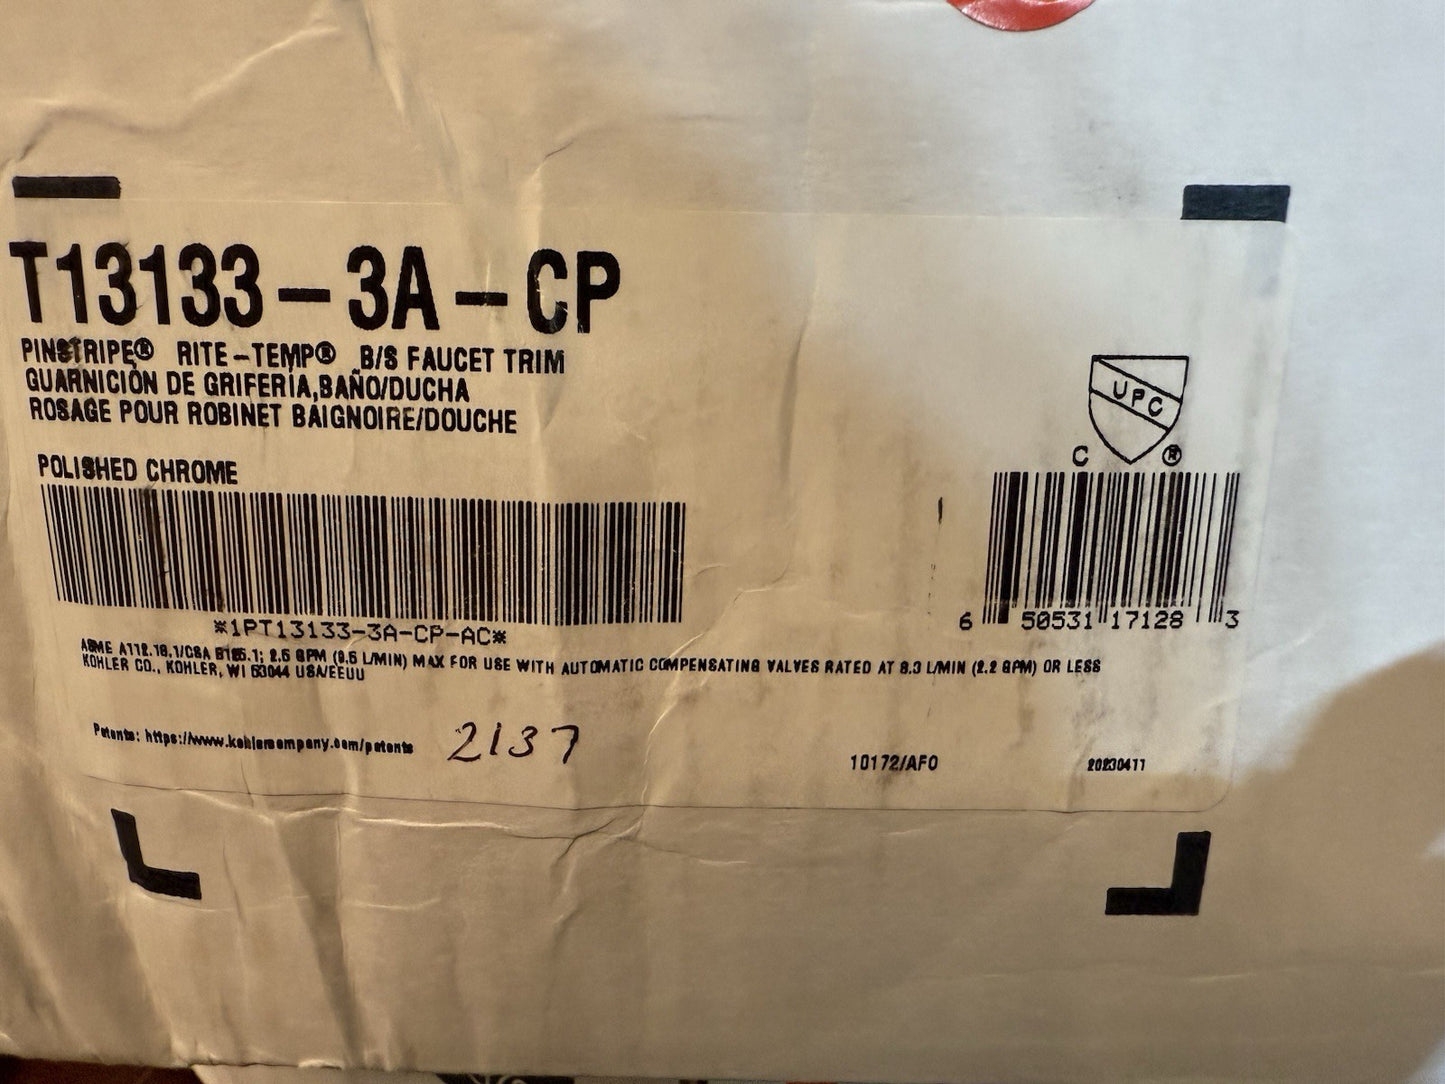 T13133-3A-CP
PINSTRIPE® RITE-TEMP® B/S FAUCET TRIM
GUARNICIÓN DE GRIFERÍA,BAÑO/DUCHA
ROSAGE POUR ROBINET BAIGNOIRE/DOUCHE
UPC
C ®
POLISHED CHROME
*1PT13133-3A-CP-AC*
6 50531 17128 3
ASME A112.18.1/CSA B125.1; 2.5 GPM (9.5 L/MIN) MAX FOR USE WITH AUTOMATIC COMPENSATING VALVES RATED AT 8.3 L/MIN (2.2 GPM) OR LESS
KOHLER CO., KOHLER, WI 53044 USA/EEUU
Patents: https://www.kohlercompany.com/patents
2137
10172/AF0
20230411